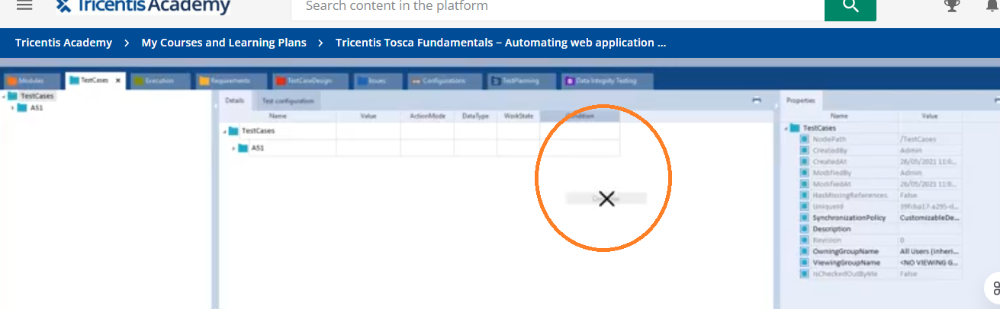 Tricentis Academy
Search content in the platform
Tricentis Academy > My Courses and Learning Plans > Tricentis Tosca Fundamentals – Automating web application ...
Modules TestCases × Execution Requirements TestCaseDesign Issues Configurations TestPlanning Data Integrity Testing
TestCases
A51
Details Test configuration
Name Value ActionMode DataType WorkState Condition
TestCases
A51
Properties
Name Value
TestCases
NodePath /TestCases
CreatedBy Admin
CreatedAt 26/05/2021 11:0...
ModifiedBy Admin
ModifiedAt 26/05/2021 11:0...
HasMissingReferences False
UniqueId
SynchronizationPolicy CustomizableDe...
Description
Revision 0
OwningGroupName All Users (inheri...
ViewingGroupName <NO VIEWING G...
IsCheckedOutByMe False